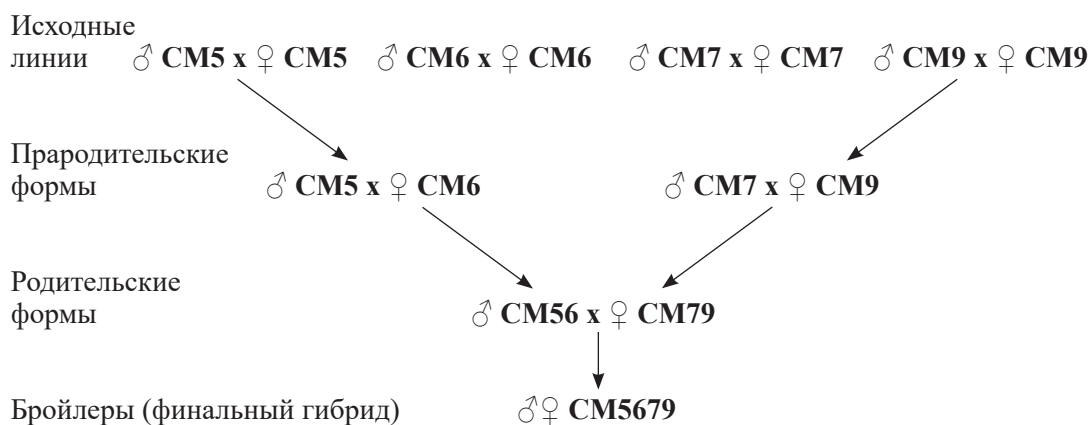 Исходные
линии ♂ СМ5 х ♀ СМ5 ♂ СМ6 х ♀ СМ6 ♂ СМ7 х ♀ СМ7 ♂ СМ9 х ♀ СМ9
Прародительские
формы ♂ СМ5 х ♀ СМ6 ♂ СМ7 х ♀ СМ9
Родительские
формы ♂ СМ56 х ♀ СМ79
Бройлеры (финальный гибрид) ♂♀ СМ5679